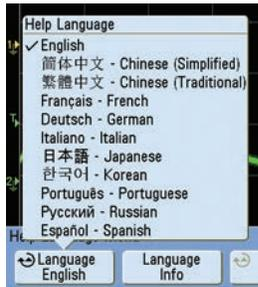 Help Language
English
简体中文 - Chinese (Simplified)
繁體中文 - Chinese (Traditional)
Français - French
Deutsch - German
Italiano - Italian
日本語 - Japanese
한국어 - Korean
Português - Portuguese
Русский - Russian
Español - Spanish
Language
English
Language
Info